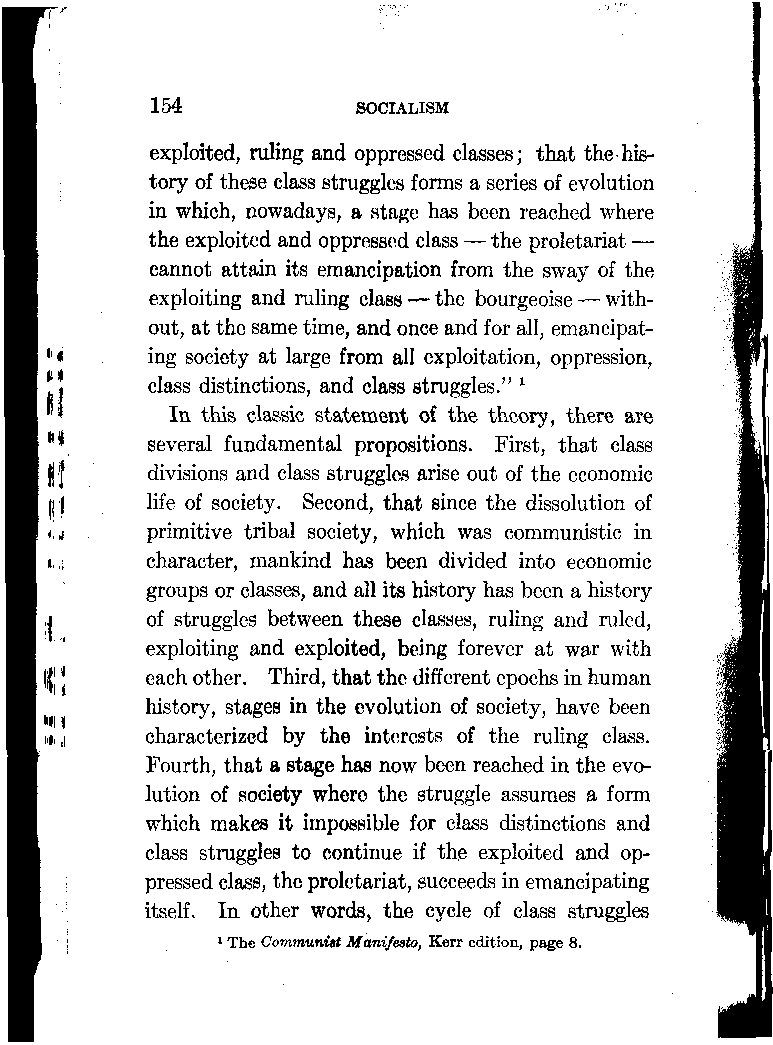 154 SOCIALISM
exploited, ruling and oppressed classes; that the his-
tory of these class struggles forms a series of evolution
in which, nowadays, a stage has been reached where
the exploited and oppressed class — the proletariat —
cannot attain its emancipation from the sway of the
exploiting and ruling class — the bourgeoise — with-
out, at the same time, and once and for all, emancipat-
ing society at large from all exploitation, oppression,
class distinctions, and class struggles." ¹
In this classic statement of the theory, there are
several fundamental propositions. First, that class
divisions and class struggles arise out of the economic
life of society. Second, that since the dissolution of
primitive tribal society, which was communistic in
character, mankind has been divided into economic
groups or classes, and all its history has been a history
of struggles between these classes, ruling and ruled,
exploiting and exploited, being forever at war with
each other. Third, that the different epochs in human
history, stages in the evolution of society, have been
characterized by the interests of the ruling class.
Fourth, that a stage has now been reached in the evo-
lution of society where the struggle assumes a form
which makes it impossible for class distinctions and
class struggles to continue if the exploited and op-
pressed class, the proletariat, succeeds in emancipating
itself. In other words, the cycle of class struggles
¹ The Communist Manifesto, Kerr edition, page 8.